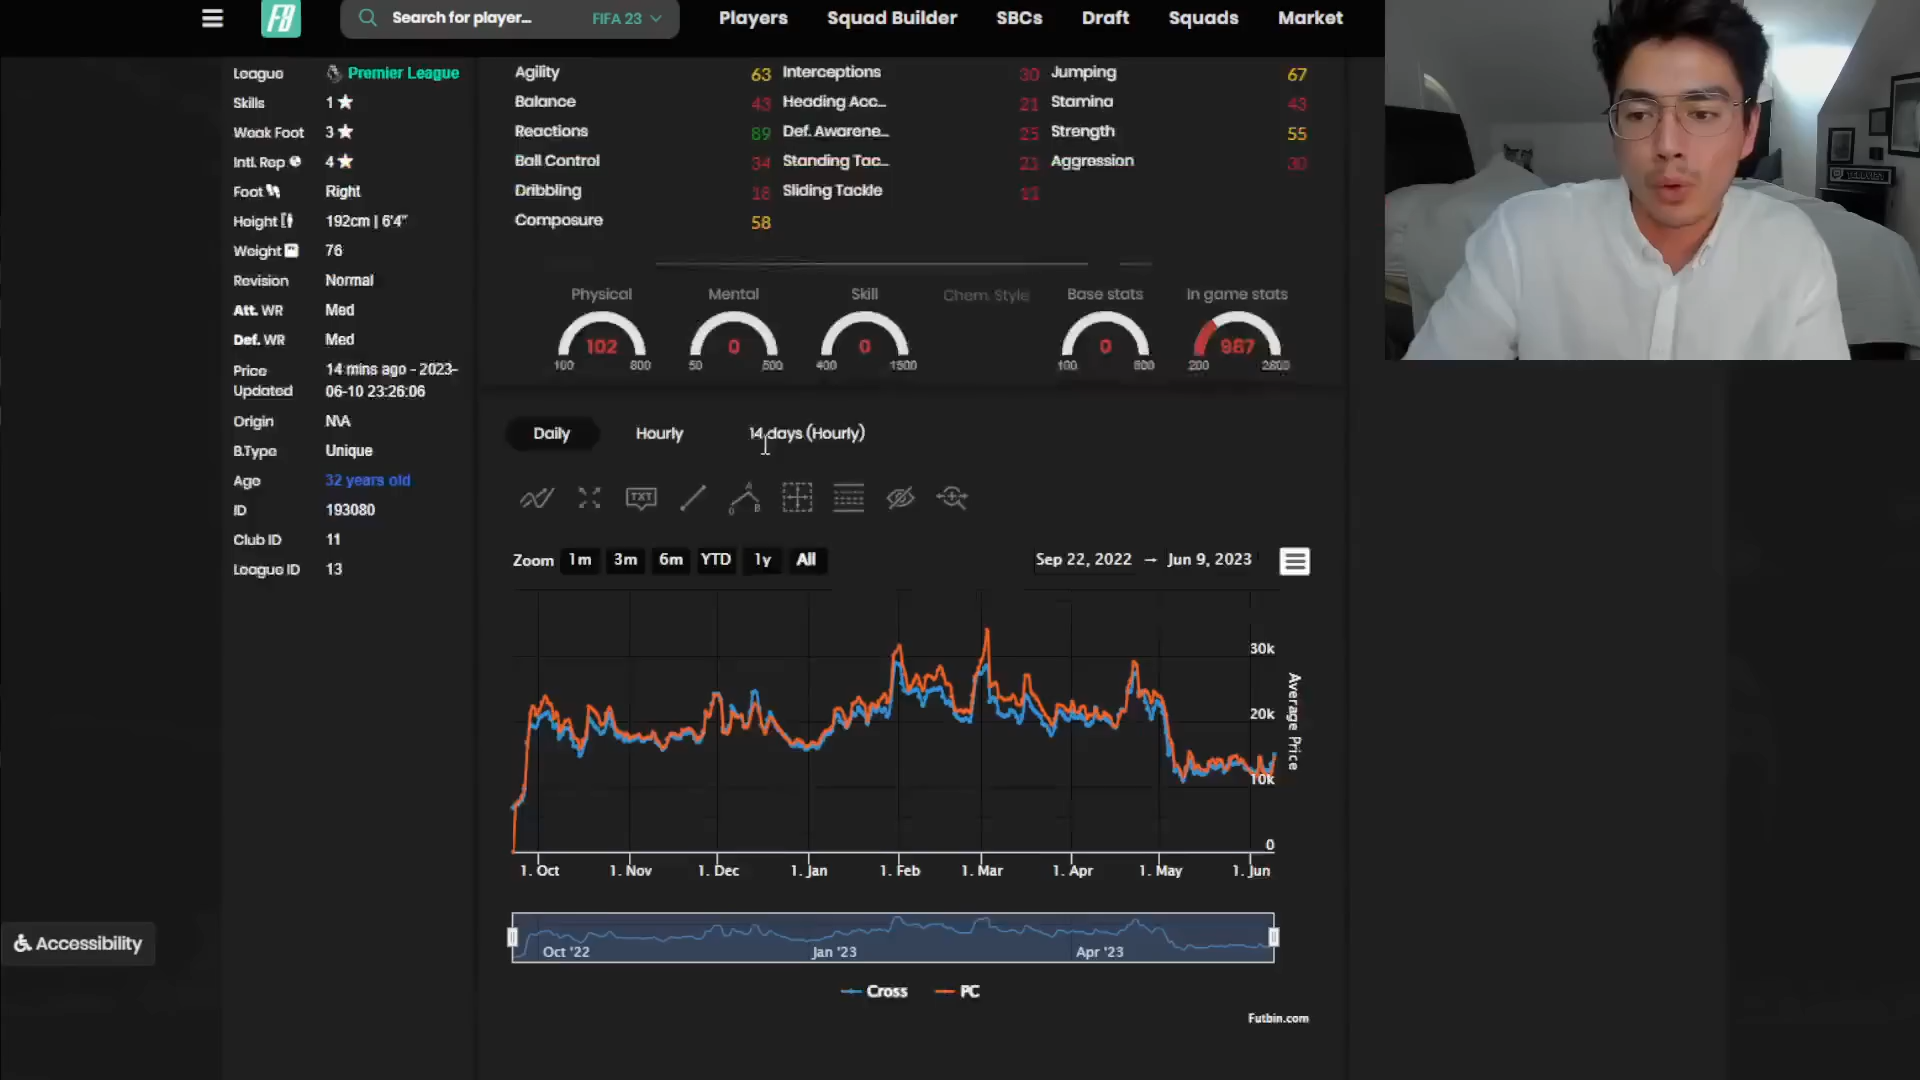 F8 Search for player... FIFA 23 Players Squad Builder SBCs Draft Squads Market
League Premier League
Skills 1
Weak Foot 3
Intl. Rep 4
Foot Right
Height 192cm | 6'4"
Weight 76
Revision Normal
Att. WR Med
Def. WR Med
Price Updated 14 mins ago - 2023-
06-10 23:26:06
Origin N\A
B.Type Unique
Age 32 years old
ID 193080
Club ID 11
League ID 13
Agility 63 Interceptions 30 Jumping 67
Balance 43 Heading Acc... 21 Stamina 43
Reactions 89 Def. Awarene... 25 Strength 55
Ball Control 34 Standing Tac... 21 Aggression 30
Dribbling 18 Sliding Tackle 11
Composure 58
Physical Mental Skill Chem. Style Base stats In game stats
102 0 0 0 987
100 800 50 500 400 1500 100 800 200 2800
Daily Hourly 14 days (Hourly)
TXT A 0 B
Zoom 1m 3m 6m YTD 1y All Sep 22, 2022 → Jun 9, 2023
30k
20k
10k
0
Average Price
1. Oct 1. Nov 1. Dec 1. Jan 1. Feb 1. Mar 1. Apr 1. May 1. Jun
Oct '22 Jan '23 Apr '23
Cross PC
Futbin.com
Accessibility